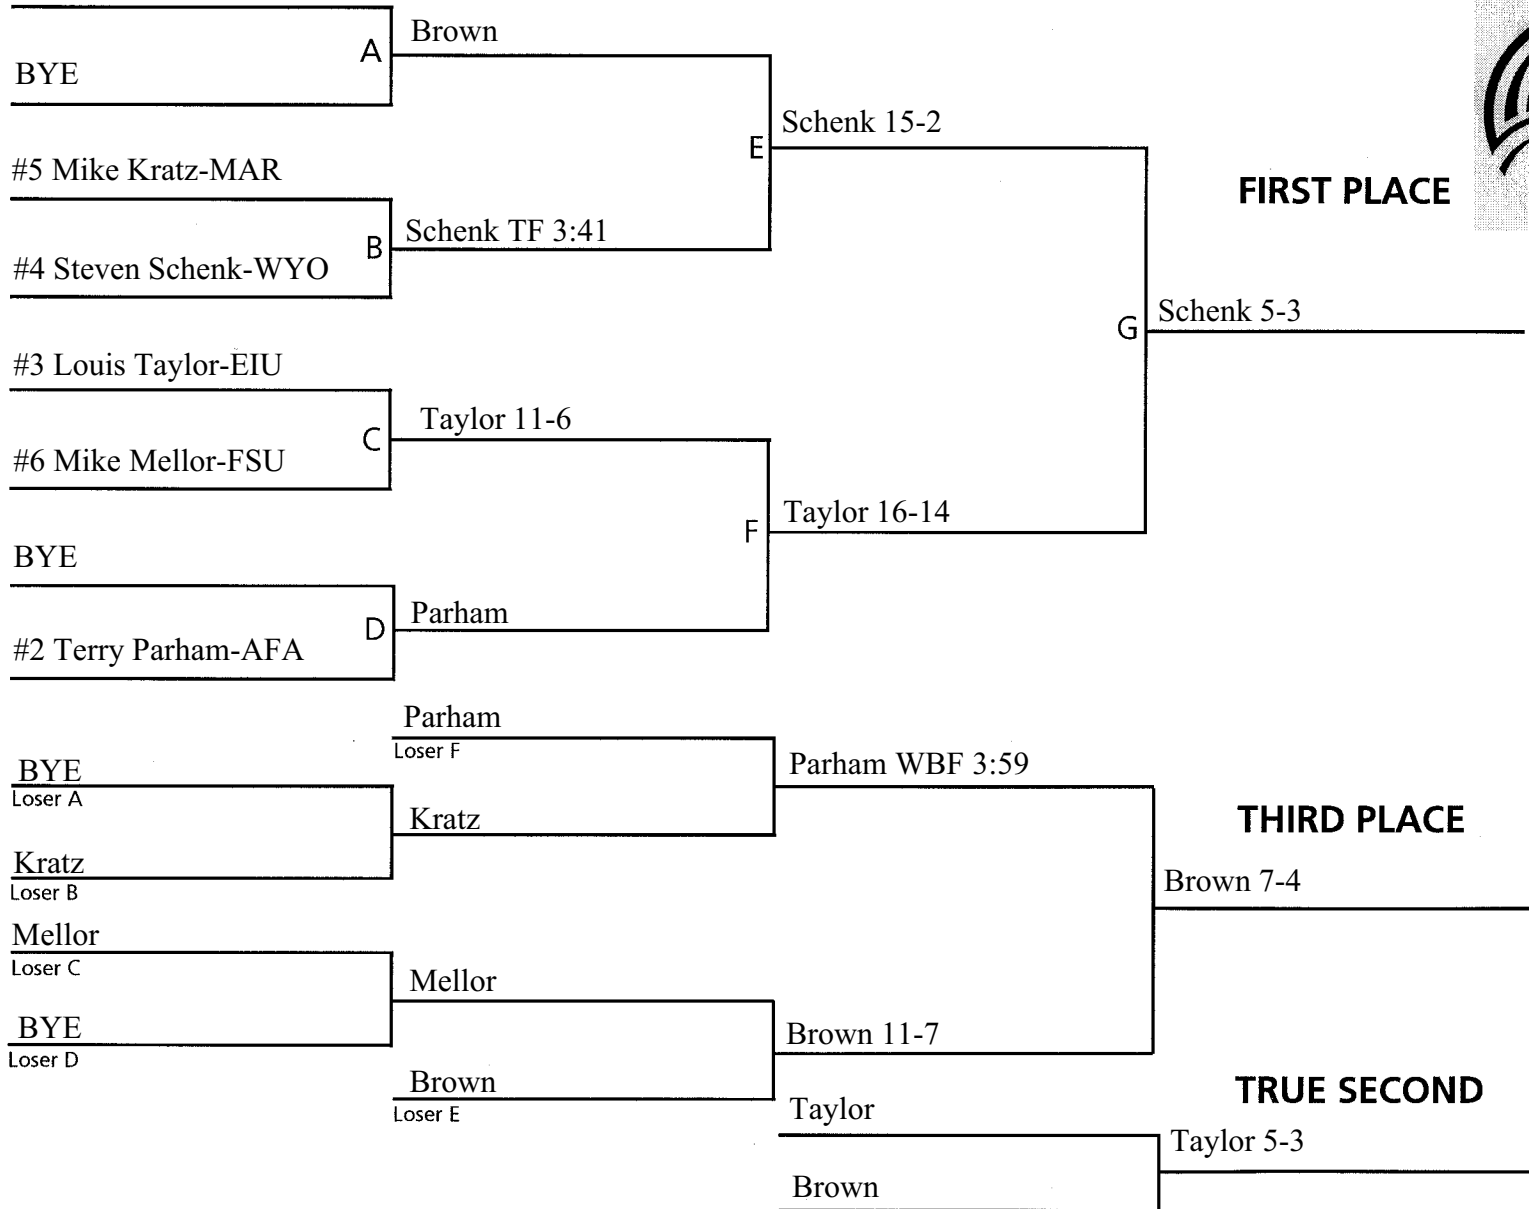 Brown
A
BYE
Schenk 15-2
E
#5 Mike Kratz-MAR
FIRST PLACE
Schenk TF 3:41
B
#4 Steven Schenk-WYO
Schenk 5-3
G
#3 Louis Taylor-EIU
Taylor 11-6
C
#6 Mike Mellor-FSU
Taylor 16-14
F
BYE
Parham
D
#2 Terry Parham-AFA
Parham
Loser F
BYE
Loser A
Parham WBF 3:59
Kratz
THIRD PLACE
Kratz
Loser B
Brown 7-4
Mellor
Loser C
Mellor
BYE
Loser D
Brown 11-7
Brown
Loser E
TRUE SECOND
Taylor
Taylor 5-3
Brown